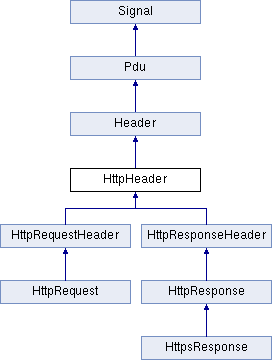 Signal
Pdu
Header
HttpHeader
HttpRequestHeader
HttpResponseHeader
HttpRequest
HttpResponse
HttpsResponse